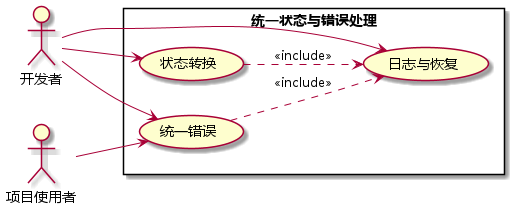 统一状态与错误处理
«include»
状态转换
日志与恢复
开发者
«include»
统一错误
项目使用者